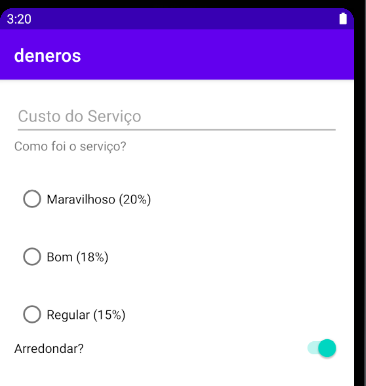 3:20
deneros
Custo do Serviço
Como foi o serviço?
Maravilhoso (20%)
Bom (18%)
Regular (15%)
Arredondar?